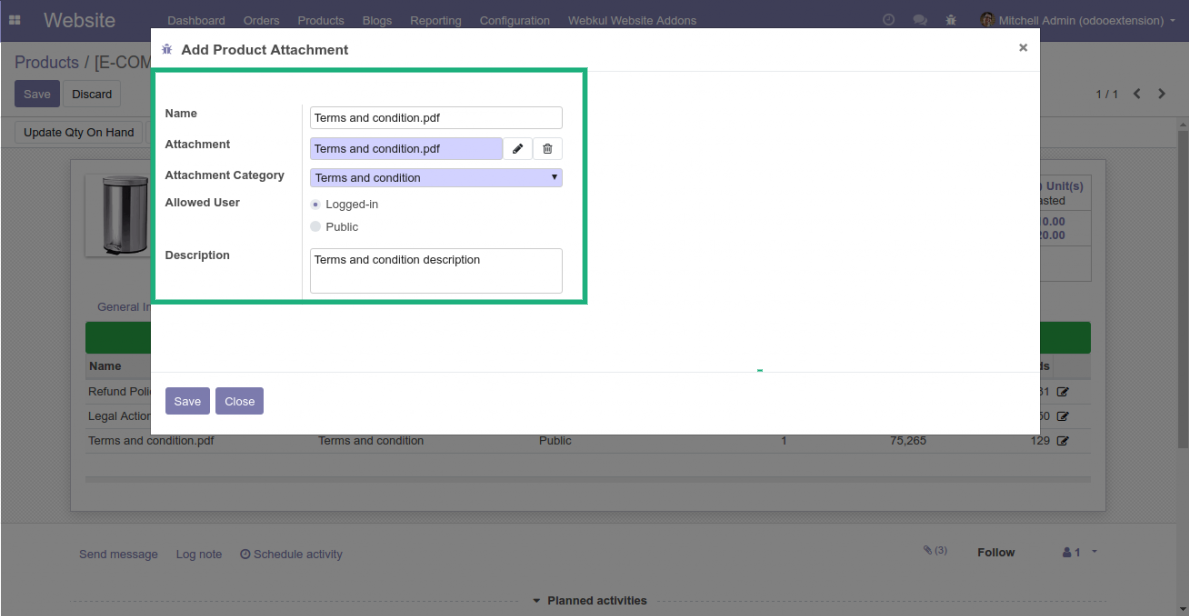 Website Dashboard Orders Products Blogs Reporting Configuration Webkul Website Addons Mitchell Admin (odooextension)
Add Product Attachment ×
Products / [E-COM
Save Discard 1 / 1
Update Qty On Hand
Name Terms and condition.pdf
Attachment Terms and condition.pdf
Attachment Category Terms and condition
Allowed User Logged-in
Public
Description Terms and condition description
Unit(s)
0.00
0.00
General In
Name ds
Refund Poli 31
Save Close
Legal Action 50
Terms and condition.pdf Terms and condition Public 1 75,265 129
Send message Log note Schedule activity (3) Follow 1
Planned activities